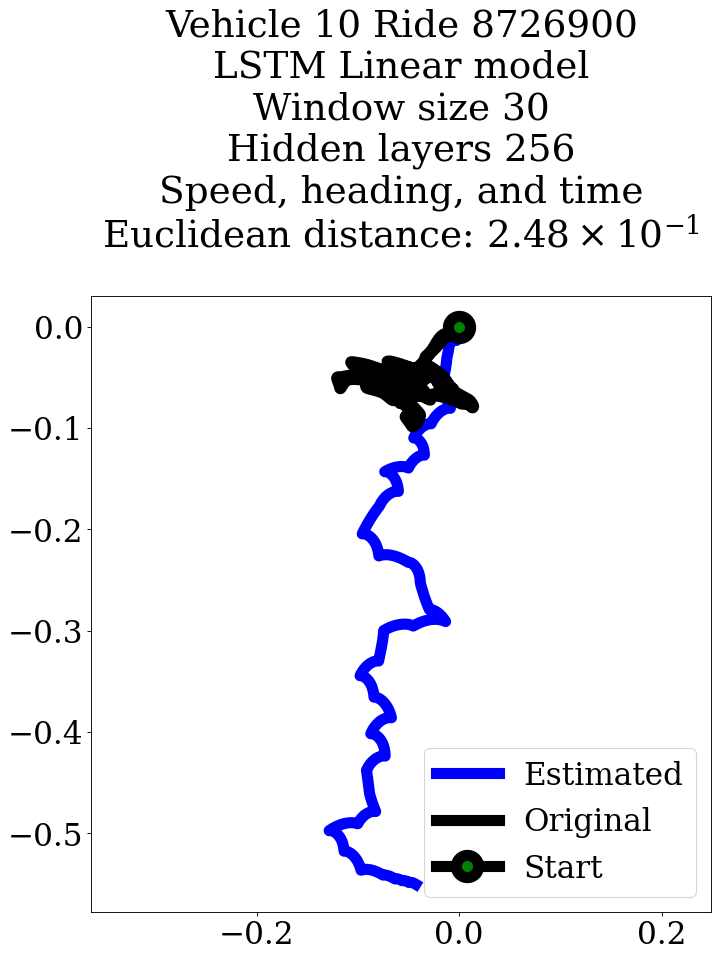 Vehicle 10 Ride 8726900
LSTM Linear model
Window size 30
Hidden layers 256
Speed, heading, and time
Euclidean distance: 2.48 × 10⁻¹
0.0
−0.1
−0.2
−0.3
−0.4
−0.5
Estimated
Original
Start
−0.2
0.0
0.2